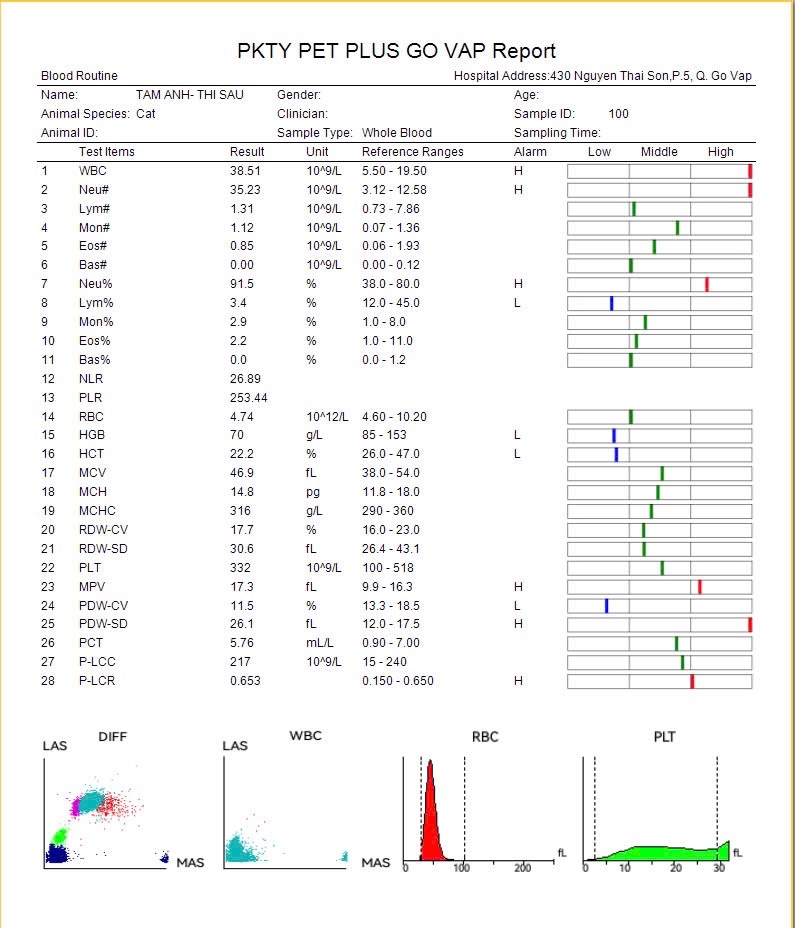 PKTY PET PLUS GO VAP Report
Blood Routine Hospital Address:430 Nguyen Thai Son,P.5, Q. Go Vap
Name: TAM ANH- THI SAU Gender: Age:
Animal Species: Cat Clinician: Sample ID: 100
Animal ID: Sample Type: Whole Blood Sampling Time:
Test Items Result Unit Reference Ranges Alarm Low Middle High
1 WBC 38.51 10^9/L 5.50 - 19.50 H
2 Neu# 35.23 10^9/L 3.12 - 12.58 H
3 Lym# 1.31 10^9/L 0.73 - 7.86
4 Mon# 1.12 10^9/L 0.07 - 1.36
5 Eos# 0.85 10^9/L 0.06 - 1.93
6 Bas# 0.00 10^9/L 0.00 - 0.12
7 Neu% 91.5 % 38.0 - 80.0 H
8 Lym% 3.4 % 12.0 - 45.0 L
9 Mon% 2.9 % 1.0 - 8.0
10 Eos% 2.2 % 1.0 - 11.0
11 Bas% 0.0 % 0.0 - 1.2
12 NLR 26.89
13 PLR 253.44
14 RBC 4.74 10^12/L 4.60 - 10.20
15 HGB 70 g/L 85 - 153 L
16 HCT 22.2 % 26.0 - 47.0 L
17 MCV 46.9 fL 38.0 - 54.0
18 MCH 14.8 pg 11.8 - 18.0
19 MCHC 316 g/L 290 - 360
20 RDW-CV 17.7 % 16.0 - 23.0
21 RDW-SD 30.6 fL 26.4 - 43.1
22 PLT 332 10^9/L 100 - 518
23 MPV 17.3 fL 9.9 - 16.3 H
24 PDW-CV 11.5 % 13.3 - 18.5 L
25 PDW-SD 26.1 fL 12.0 - 17.5 H
26 PCT 5.76 mL/L 0.90 - 7.00
27 P-LCC 217 10^9/L 15 - 240
28 P-LCR 0.653 0.150 - 0.650 H
DIFF WBC RBC PLT
LAS LAS
MAS MAS fL fL
0 100 200 0 10 20 30